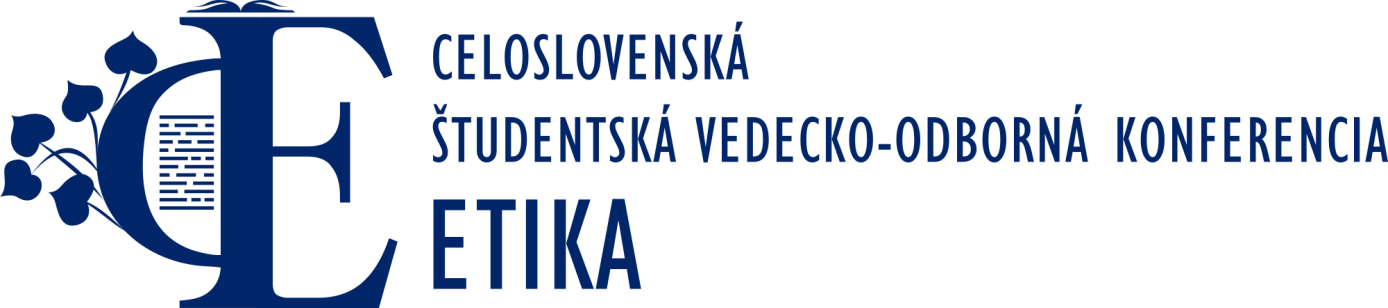 CELOSLOVENSKÁ
ŠTUDENTSKÁ VEDECKO-ODBORNÁ KONFERENCIA
ETIKA